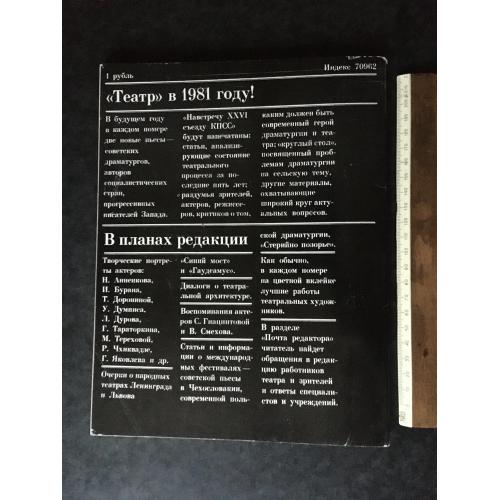 1 рубль
Индекс 70962
«Театр» в 1981 году!
В будущем году
в каждом номере
две новые пьесы —
советских
драматургов,
авторов
социалистических
стран,
прогрессивных
писателей Запада.
«Навстречу XXVI
съезду КПСС»
будут напечатаны:
статьи, анализи-
рующие состояние
театрального
процесса за по-
следние пять лет;
раздумья зрителей,
актеров, режиссе-
ров, критиков о том,
каким должен быть
современный герой
драматургии и теа-
тра; «круглый стол»,
посвященный проб-
лемам драматургии
на сельскую тему,
другие материалы,
охватывающие
широкий круг акту-
альных вопросов.
В планах редакции
Творческие портре-
ты актеров:
Н. Анненкова,
И. Бурана,
Т. Дорониной,
У. Думписа,
Л. Дурова,
Г. Тараторкина,
М. Тереховой,
Р. Чхиквадзе,
Г. Яковлева и др.
Очерки о народных
театрах Ленинграда
и Львова
«Синий мост»
и «Гаудеамус».
Диалоги о театра-
льной архитектуре.
Воспоминания акте-
ров С. Гиацинтовой
и В. Смехова.
Статьи и информа-
ции о международ-
ных фестивалях —
советской пьесы
в Чехословакии,
современной поль-
ской драматургии,
«Стерийно позорье».
Как обычно,
в каждом номере
на цветной вклейке
лучшие работы
театральных худож-
ников.
В разделе
«Почта редактора»
читатель найдет
обращения в редак-
цию работников
театра и зрителей
и ответы специали-
стов и учреждений.